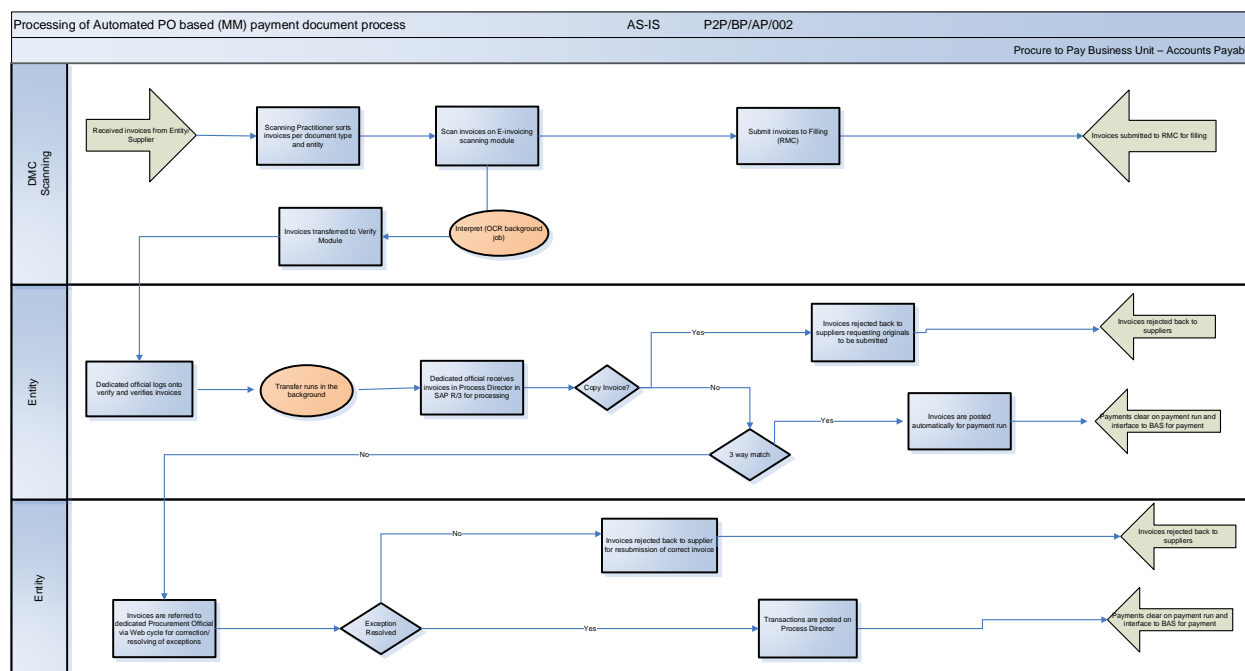 Processing of Automated PO based (MM) payment document process
AS-IS
P2P/BP/AP/002
Procure to Pay Business Unit – Accounts Payabl
DMC
Scanning
Received invoices from Entity/
Supplier
Scanning Practitioner sorts
invoices per document type
and entity
Scan invoices on E-invoicing
scanning module
Submit invoices to Filling
(RMC)
Invoices submitted to RMC for filling
Invoices transferred to Verify
Module
Interpret (OCR background
job)
Entity
Dedicated official logs onto
verify and verifies invoices
Transfer runs in the
background
Dedicated official receives
invoices in Process Director in
SAP R/3 for processing
Copy Invoice?
Yes
Invoices rejected back to
suppliers requesting originals
to be submitted
Invoices rejected back to
suppliers
No
3 way match
Yes
Invoices are posted
automatically for payment run
Payments clear on payment run and
interface to BAS for payment
No
Entity
Invoices are referred to
dedicated Procurement Official
via Web cycle for correction/
resolving of exceptions
Exception
Resolved
No
Invoices rejected back to supplier
for resubmission of correct invoice
Invoices rejected back to
suppliers
Yes
Transactions are posted on
Process Director
Payments clear on payment run and
interface to BAS for payment